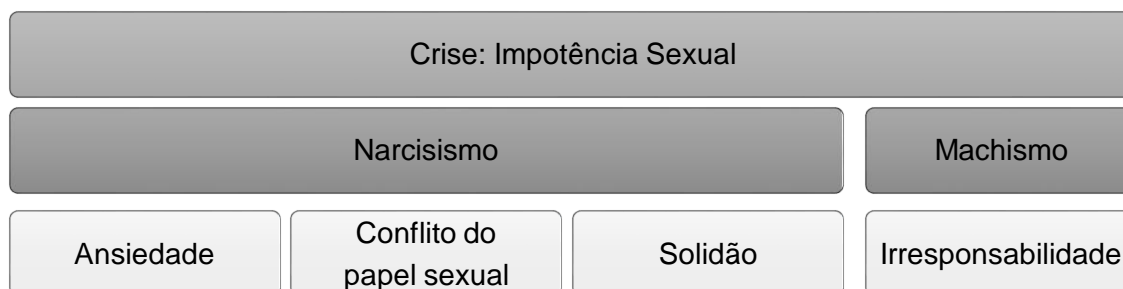 Crise: Impotência Sexual
Narcisismo
Machismo
Ansiedade
Conflito do
papel sexual
Solidão
Irresponsabilidade